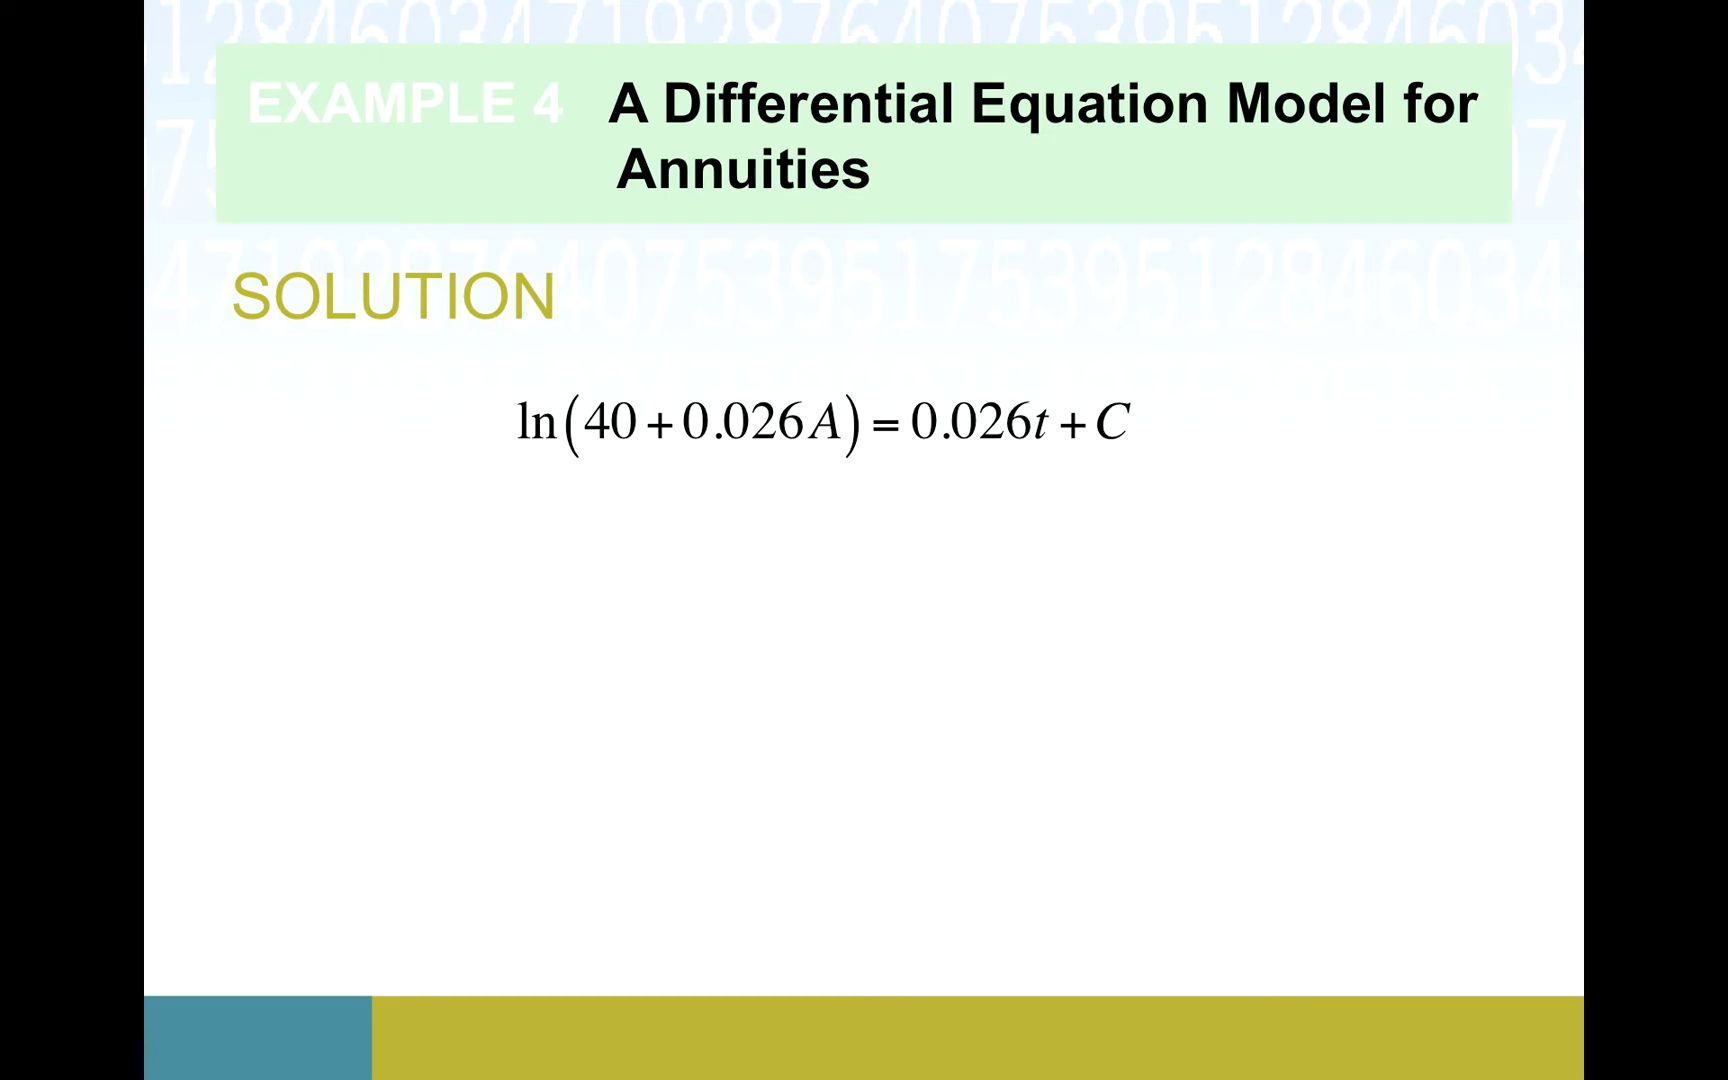 EXAMPLE 4 A Differential Equation Model for
Annuities
SOLUTION
ln(40 + 0.026A) = 0.026t + C